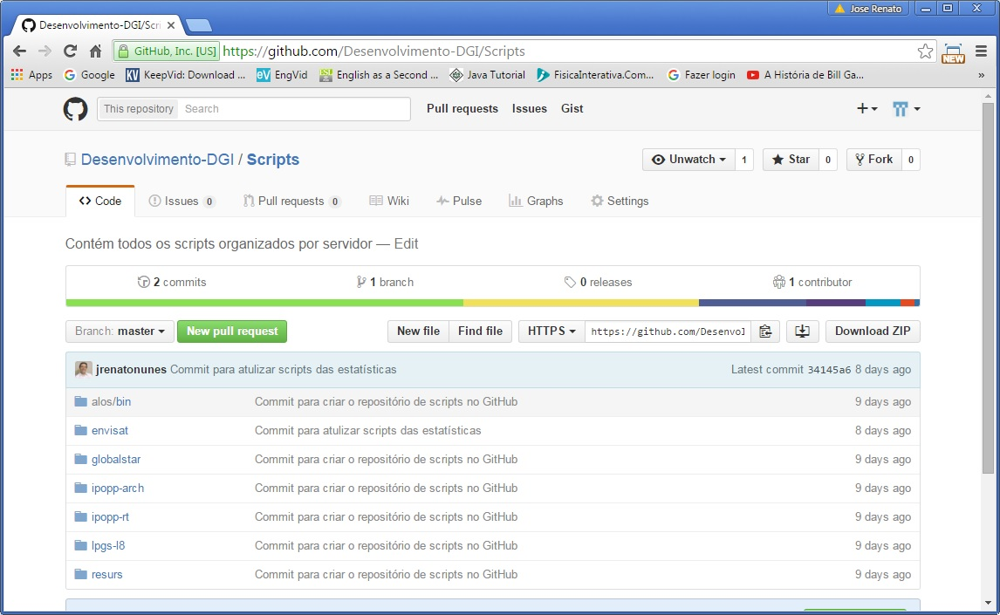 Jose Renato
Desenvolvimento-DGI/Scri
GitHub, Inc. [US] https://github.com/Desenvolvimento-DGI/Scripts
NEW
Apps Google KV KeepVid: Download ... eV EngVid ESL English as a Second ... Java Tutorial FisicaInterativa.Com... Fazer login A História de Bill Ga... »
This repository Search Pull requests Issues Gist
Desenvolvimento-DGI / Scripts Unwatch 1 Star 0 Fork 0
Code Issues 0 Pull requests 0 Wiki Pulse Graphs Settings
Contém todos os scripts organizados por servidor — Edit
2 commits 1 branch 0 releases 1 contributor
Branch: master New pull request New file Find file HTTPS https://github.com/Desenvol Download ZIP
jrenatonunes Commit para atulizar scripts das estatísticas Latest commit 34145a6 8 days ago
alos/bin Commit para criar o repositório de scripts no GitHub 9 days ago
envisat Commit para atulizar scripts das estatísticas 8 days ago
globalstar Commit para criar o repositório de scripts no GitHub 9 days ago
ipopp-arch Commit para criar o repositório de scripts no GitHub 9 days ago
ipopp-rt Commit para criar o repositório de scripts no GitHub 9 days ago
lpgs-l8 Commit para criar o repositório de scripts no GitHub 9 days ago
resurs Commit para criar o repositório de scripts no GitHub 9 days ago